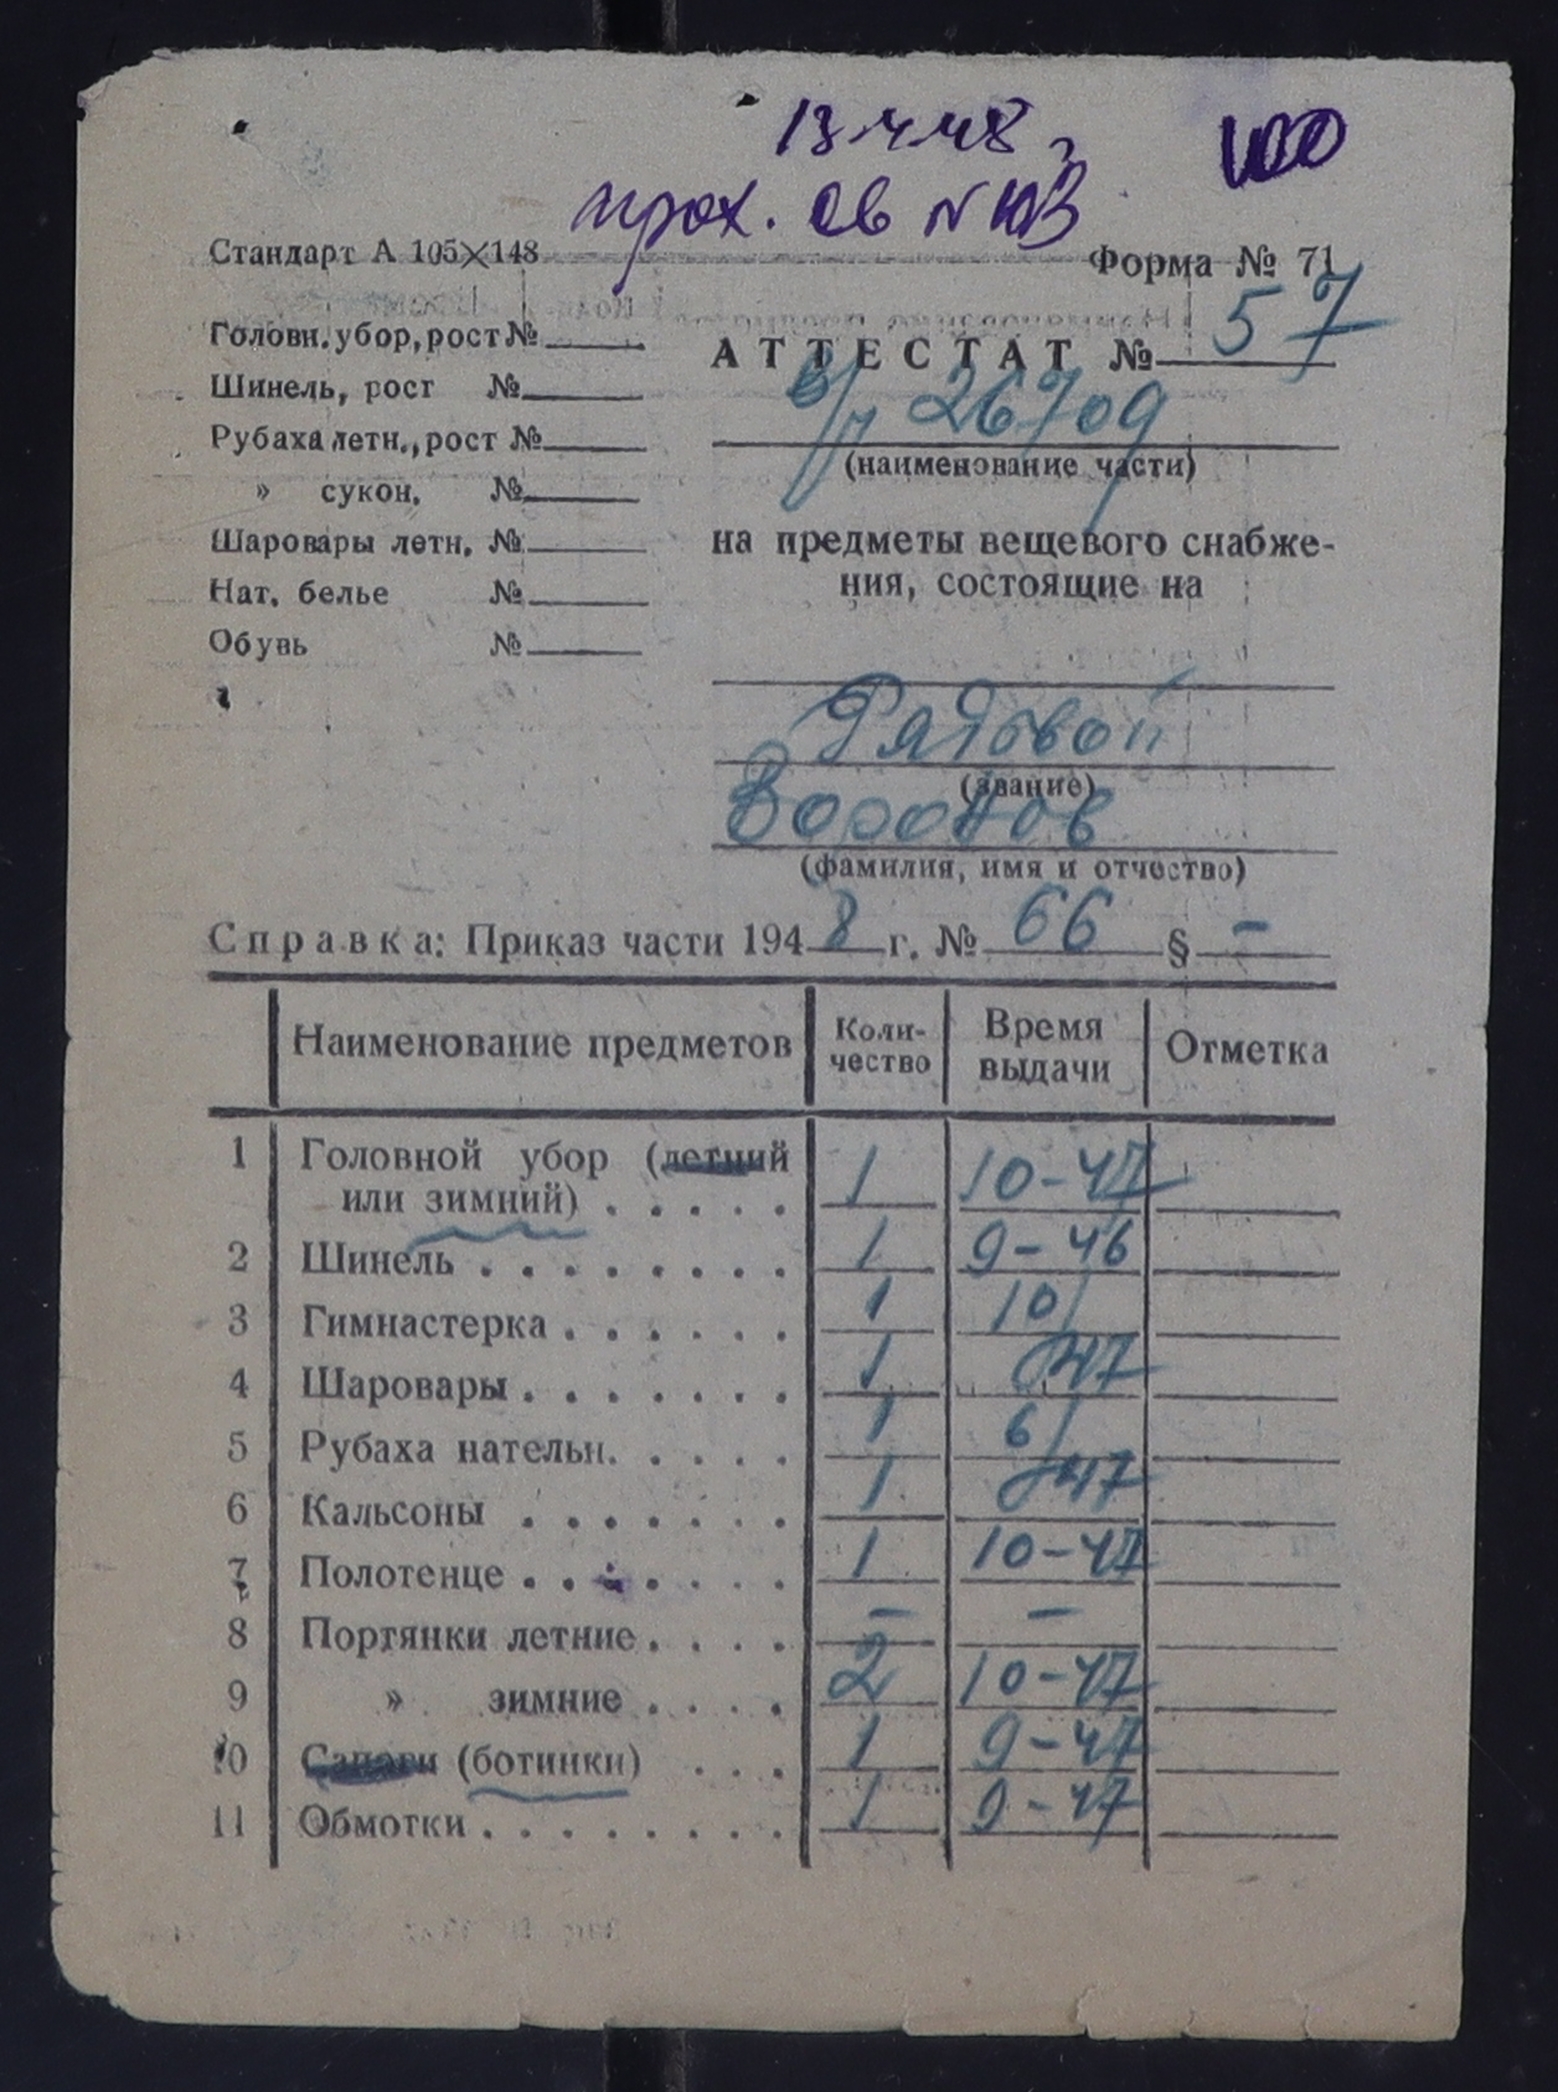 13.4.48 г
100
прох. св N 103
Стандарт А 105×148
Форма № 71
Головн. убор, рост №
Шинель, рост №
Рубаха летн., рост №
» сукон. №
Шаровары летн. №
Нат. белье №
Обувь №
АТТЕСТАТ № 57
в/ч 26709
(наименование части)
на предметы вещевого снабже-
ния, состоящие на
Рядовой
(звание)
Воронов
(фамилия, имя и отчество)
Справка: Приказ части 1948 г. № 66 § -
Наименование предметов Коли-чество Время выдачи Отметка
1 Головной убор (летний
или зимний) . . . . . 1 10-47
2 Шинель . . . . . . . . 1 9-46
3 Гимнастерка . . . . . . 1 10/
4 Шаровары . . . . . . . 1 47
5 Рубаха нательн. . . . . 1 6/
6 Кальсоны . . . . . . . 1 47
7 Полотенце . . . . . . . 1 10-47
8 Портянки летние . . . . - -
9 » зимние . . . . 2 10-47
10 Сапоги (ботинки) . . . 1 9-47
11 Обмотки . . . . . . . . 1 9-47